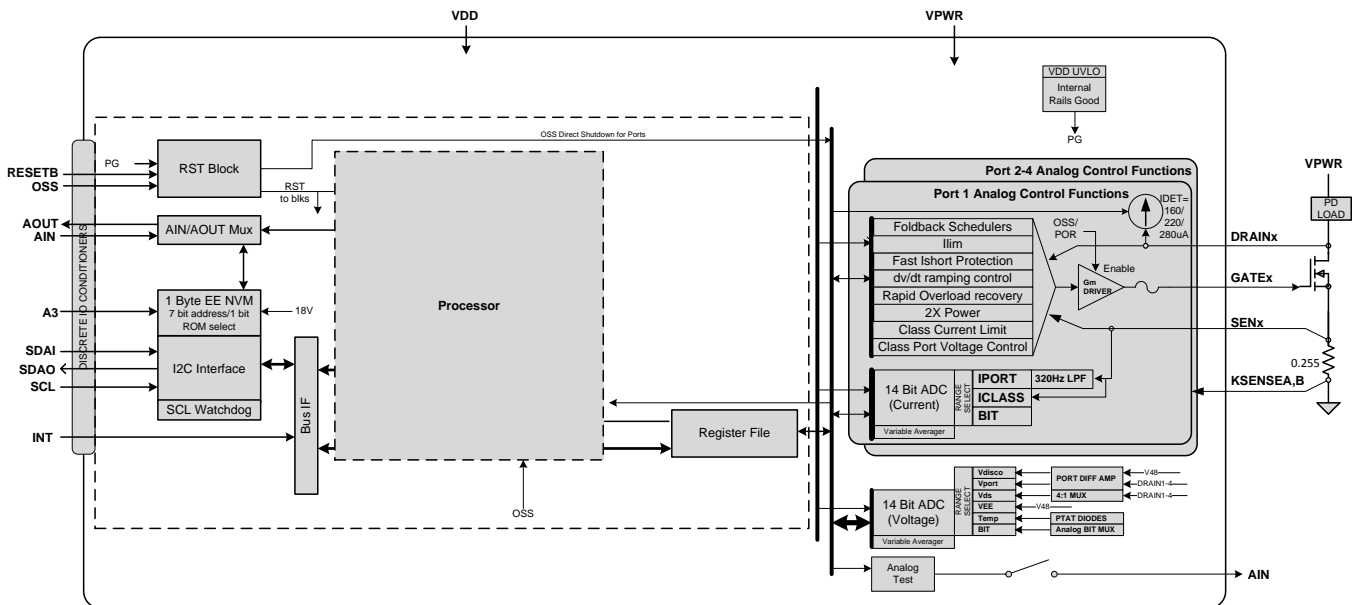 VDD
VPWR
VDD UVLO
Internal
Rails Good
PG
DISCRETE IO CONDITIONERS
RESETB
OSS
PG
RST Block
OSS Direct Shutdown for Ports
RST
to blks
AOUT
AIN
AIN/AOUT Mux
A3
1 Byte EE NVM
7 bit address/1 bit
ROM select
18V
SDAI
SDAO
SCL
I2C Interface
SCL Watchdog
INT
Bus IF
Processor
OSS
Register File
Port 2-4 Analog Control Functions
Port 1 Analog Control Functions
Foldback Schedulers
Ilim
Fast Ishort Protection
dv/dt ramping control
Rapid Overload recovery
2X Power
Class Current Limit
Class Port Voltage Control
OSS/
POR
Enable
Gm
DRIVER
IDET=
160/
220/
280uA
14 Bit ADC
(Current)
Variable Averager
RANGE
SELECT
IPORT
320Hz LPF
ICLASS
BIT
VPWR
PD
LOAD
DRAINx
GATEx
SENx
0.255
KSENSEA,B
14 Bit ADC
(Voltage)
Variable Averager
RANGE
SELECT
Vdisco
Vport
Vds
VEE
Temp
BIT
PORT DIFF AMP
4:1 MUX
V48
DRAIN1-4
DRAIN1-4
V48
PTAT DIODES
Analog BIT MUX
Analog
Test
AIN